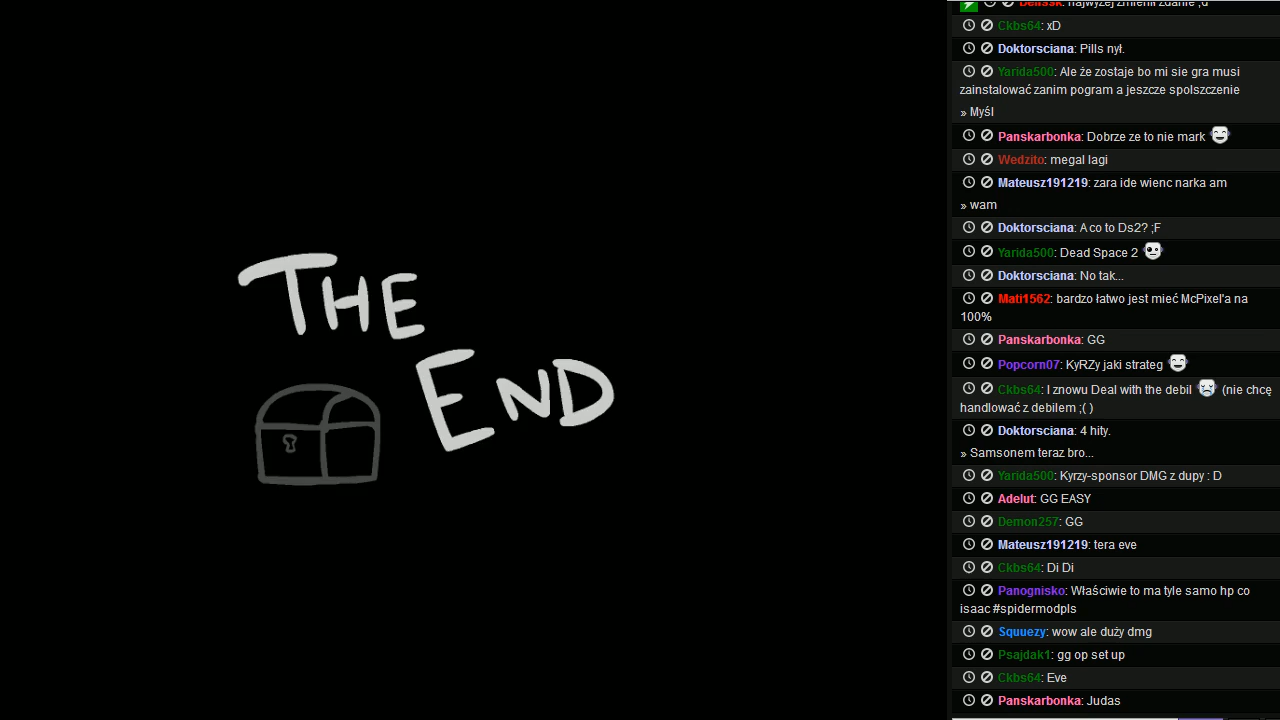 THE
END
Delissk: najwyżej zmienił zdanie ;d
Ckbs64: xD
Doktorsciana: Pills nył.
Yarida500: Ale że zostaje bo mi sie gra musi
zainstalować zanim pogram a jeszcze spolszczenie
» Myśl
Panskarbonka: Dobrze ze to nie mark
Wedzito: megal lagi
Mateusz191219: zara ide wienc narka am
» wam
Doktorsciana: A co to Ds2? ;F
Yarida500: Dead Space 2
Doktorsciana: No tak...
Mati1562: bardzo łatwo jest mieć McPixel'a na
100%
Panskarbonka: GG
Popcorn07: KyRZy jaki strateg
Ckbs64: I znowu Deal with the debil (nie chcę
handlować z debilem ;( )
Doktorsciana: 4 hity.
» Samsonem teraz bro...
Yarida500: Kyrzy-sponsor DMG z dupy : D
Adelut: GG EASY
Demon257: GG
Mateusz191219: tera eve
Ckbs64: Di Di
Panognisko: Właściwie to ma tyle samo hp co
isaac #spidermodpls
Squuezy: wow ale duży dmg
Psajdak1: gg op set up
Ckbs64: Eve
Panskarbonka: Judas